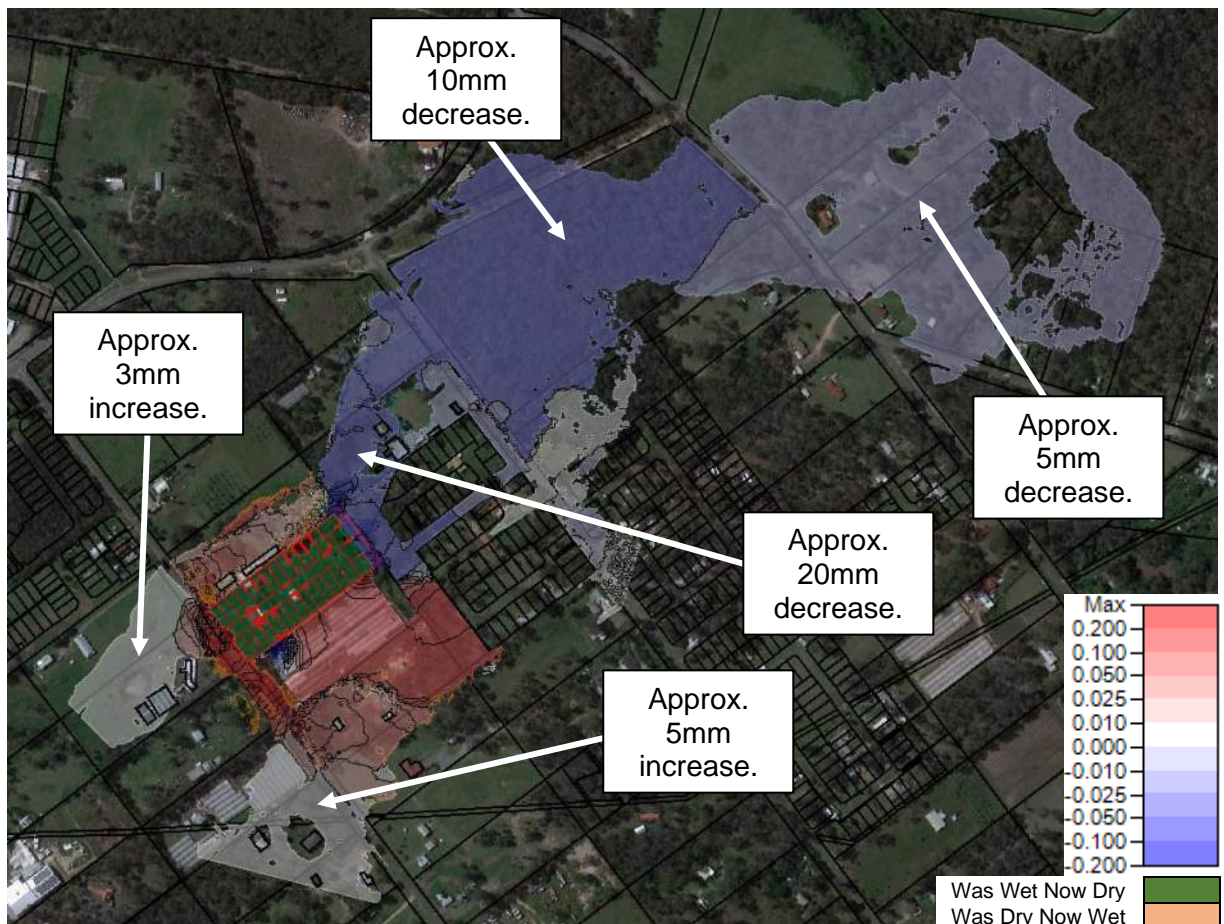 Approx.
10mm
decrease.
Approx.
3mm
increase.
Approx.
5mm
decrease.
Approx.
20mm
decrease.
Approx.
5mm
increase.
Max
0.200
0.100
0.050
0.025
0.010
0.000
-0.010
-0.025
-0.050
-0.100
-0.200
Was Wet Now Dry
Was Dry Now Wet